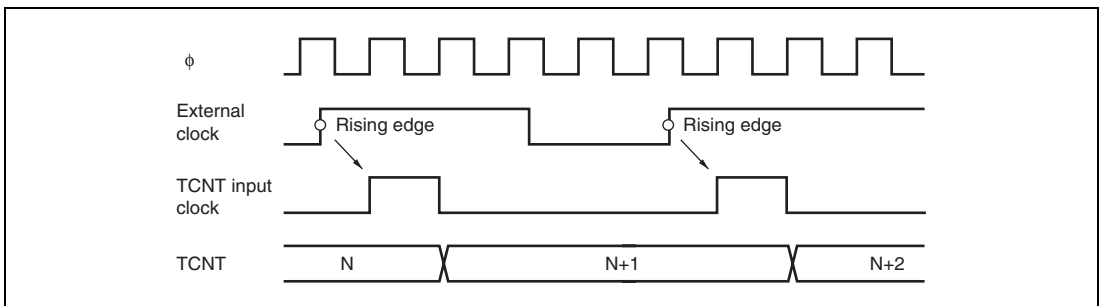 ϕ
External
clock
Rising edge
Rising edge
TCNT input
clock
TCNT
N
N+1
N+2